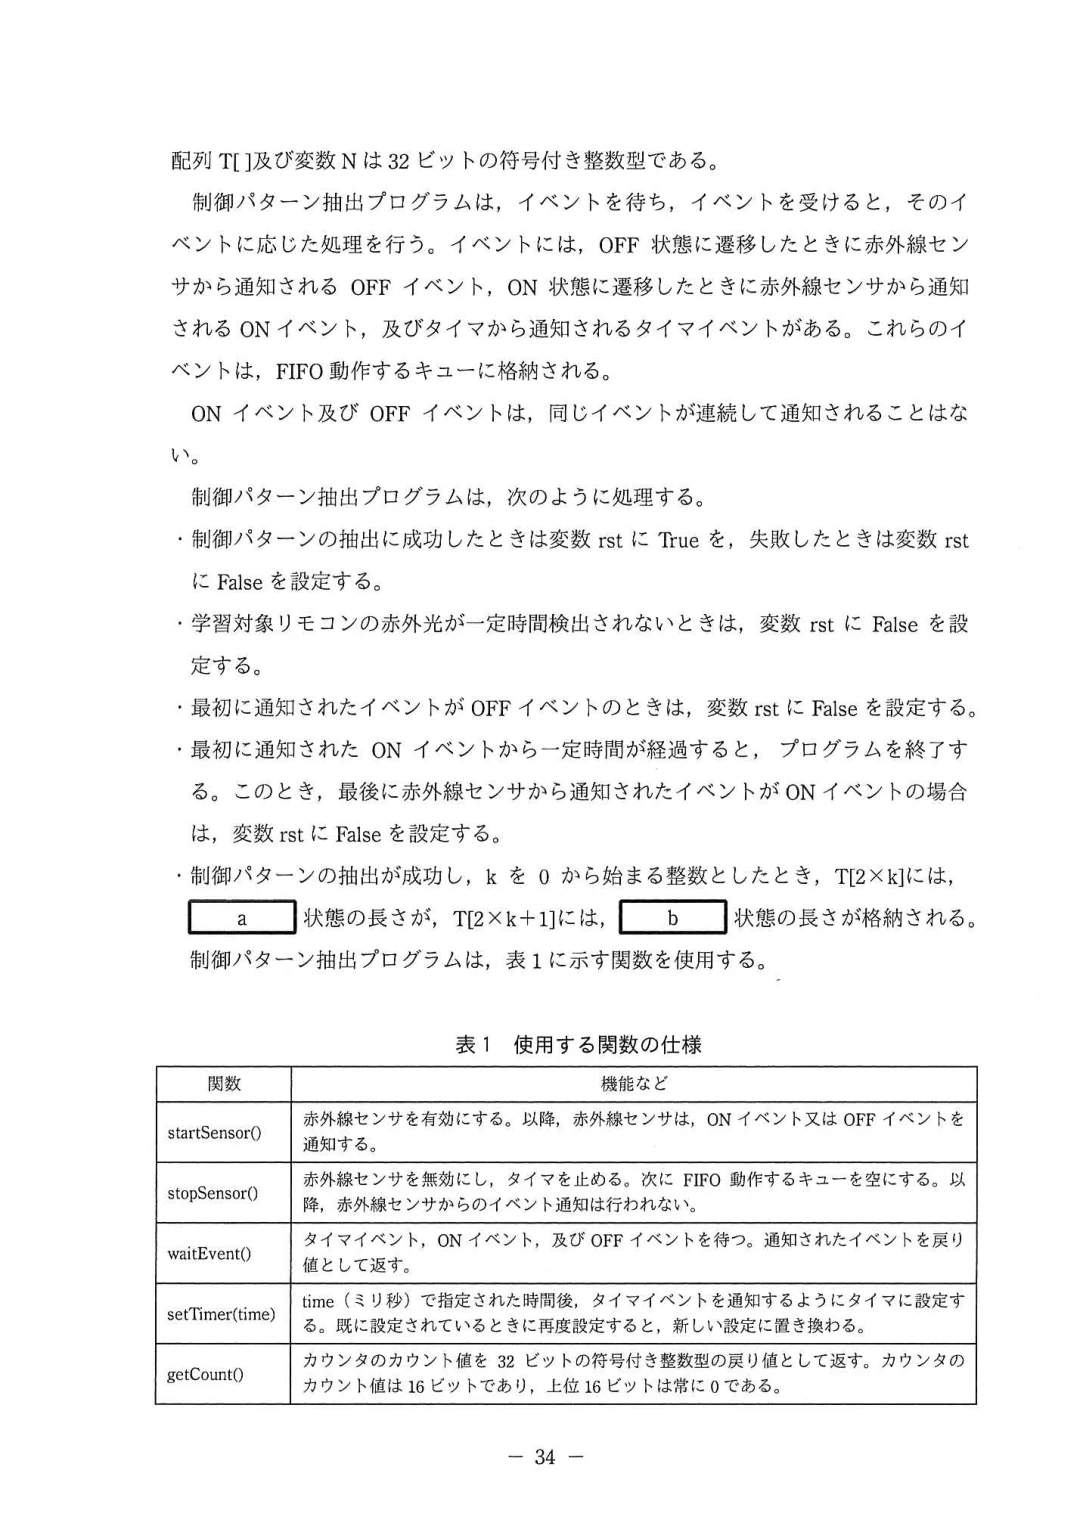 配列 T[ ]及び変数 N は 32 ビットの符号付き整数型である。
制御パターン抽出プログラムは，イベントを待ち，イベントを受けると，そのイ
ベントに応じた処理を行う。イベントには，OFF 状態に遷移したときに赤外線セン
サから通知される OFF イベント，ON 状態に遷移したときに赤外線センサから通知
される ON イベント，及びタイマから通知されるタイマイベントがある。これらのイ
ベントは，FIFO 動作するキューに格納される。
ON イベント及び OFF イベントは，同じイベントが連続して通知されることはな
い。
制御パターン抽出プログラムは，次のように処理する。
・制御パターンの抽出に成功したときは変数 rst に True を，失敗したときは変数 rst
に False を設定する。
・学習対象リモコンの赤外光が一定時間検出されないときは，変数 rst に False を設
定する。
・最初に通知されたイベントが OFF イベントのときは，変数 rst に False を設定する。
・最初に通知された ON イベントから一定時間が経過すると， プログラムを終了す
る。このとき，最後に赤外線センサから通知されたイベントが ON イベントの場合
は，変数 rst に False を設定する。
・制御パターンの抽出が成功し，k を 0 から始まる整数としたとき，T[2×k]には，
a 状態の長さが，T[2×k＋1]には， b 状態の長さが格納される。
制御パターン抽出プログラムは，表 1 に示す関数を使用する。
表 1 使用する関数の仕様
関数 機能など
startSensor() 赤外線センサを有効にする。以降，赤外線センサは，ON イベント又は OFF イベントを
通知する。
stopSensor() 赤外線センサを無効にし，タイマを止める。次に FIFO 動作するキューを空にする。以
降，赤外線センサからのイベント通知は行われない。
waitEvent() タイマイベント，ON イベント，及び OFF イベントを待つ。通知されたイベントを戻り
値として返す。
setTimer(time) time（ミリ秒）で指定された時間後，タイマイベントを通知するようにタイマに設定す
る。既に設定されているときに再度設定すると，新しい設定に置き換わる。
getCount() カウンタのカウント値を 32 ビットの符号付き整数型の戻り値として返す。カウンタの
カウント値は 16 ビットであり，上位 16 ビットは常に 0 である。
－ 34 －